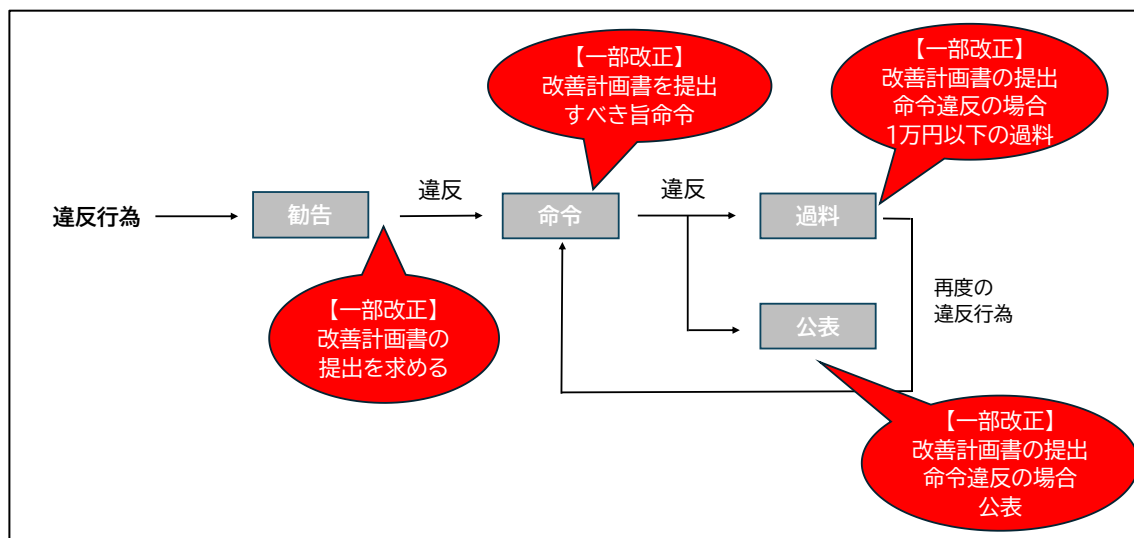 【一部改正】
改善計画書を提出
すべき旨命令
【一部改正】
改善計画書の提出
命令違反の場合
1万円以下の過料
違反行為
勧告
違反
命令
違反
過料
【一部改正】
改善計画書の
提出を求める
公表
再度の
違反行為
【一部改正】
改善計画書の提出
命令違反の場合
公表